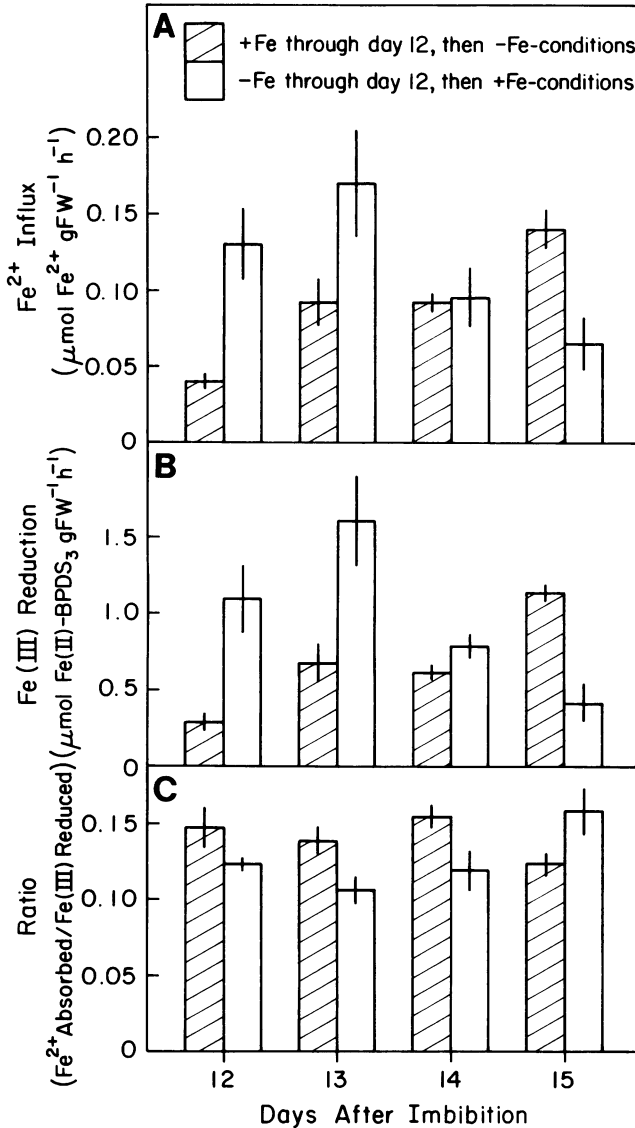 A
+Fe through day 12, then -Fe-conditions
-Fe through day 12, then +Fe-conditions
Fe²⁺ Influx
(μmol Fe²⁺ gFW⁻¹ h⁻¹)
0.20
0.15
0.10
0.05
0
B
Fe(III) Reduction
(μmol Fe(II)-BPDS₃ gFW⁻¹h⁻¹)
1.5
1.0
0.5
0
C
Ratio
(Fe²⁺ Absorbed/Fe(III) Reduced)
0.15
0.10
0.05
0
12 13 14 15
Days After Imbibition